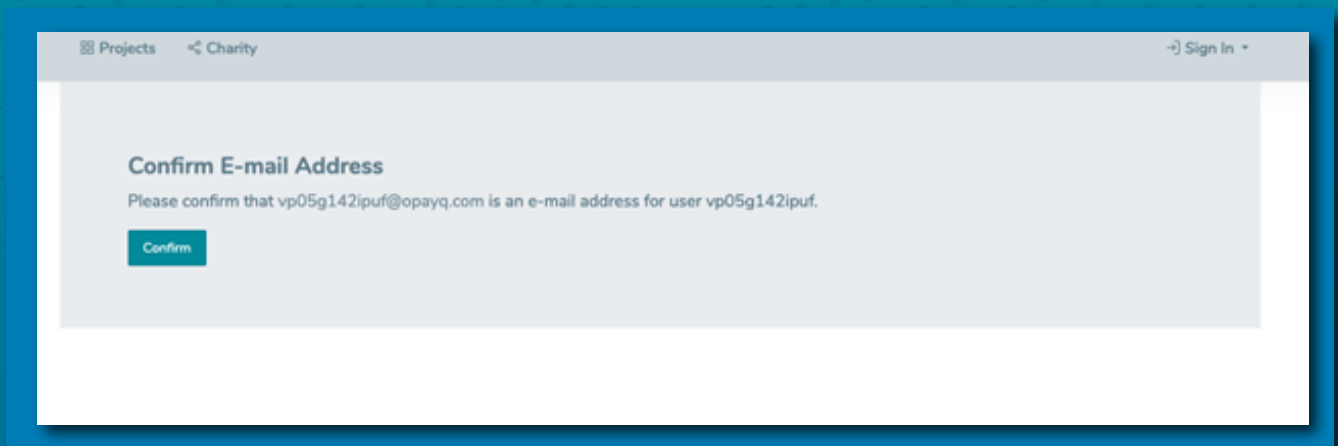 Projects Charity Sign In
Confirm E-mail Address
Please confirm that vp05g142ipuf@opayq.com is an e-mail address for user vp05g142ipuf.
Confirm